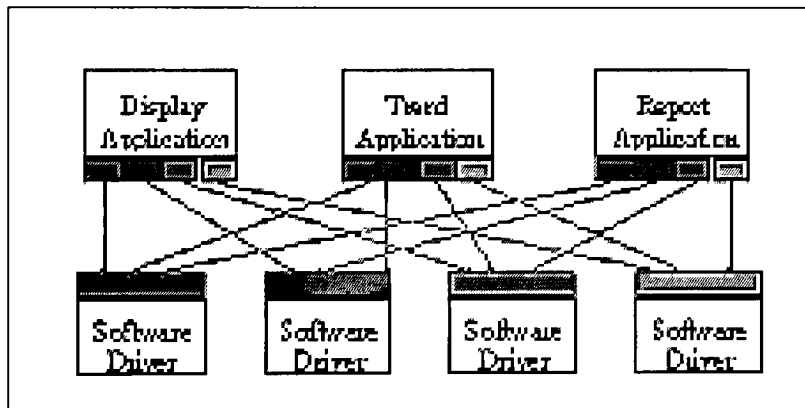 Display
Application
Trend
Application
Report
Application
Software
Driver
Software
Driver
Software
Driver
Software
Driver